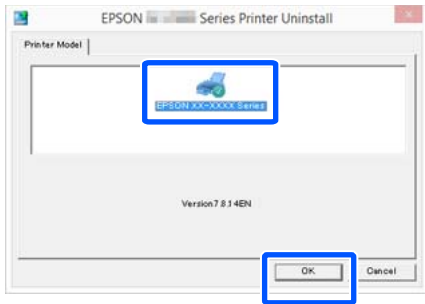 EPSON Series Printer Uninstall
Printer Model
EPSON XX-XXXX Series
Version7.8.14EN
OK Cancel